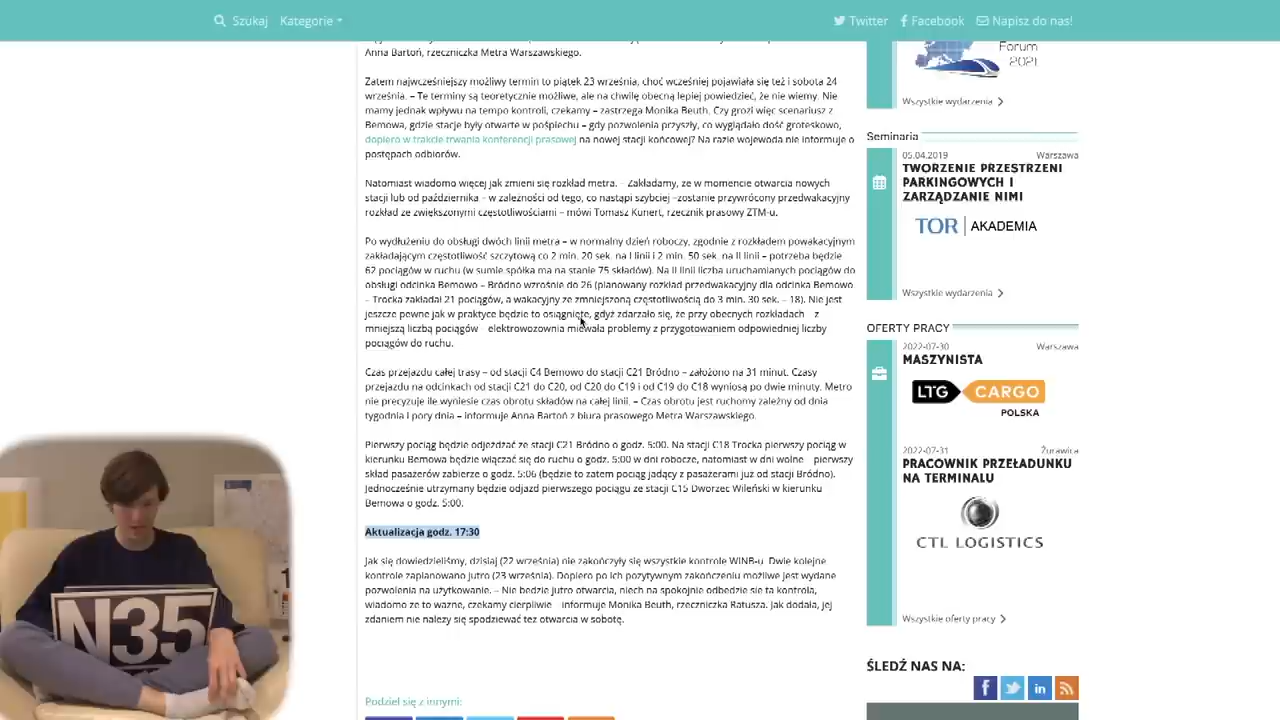 Szukaj Kategorie Twitter Facebook Napisz do nas!
Anna Bartoń, rzeczniczka Metra Warszawskiego.
Zatem najwcześniejszy możliwy termin to piątek 23 września, choć wcześniej pojawiała się też i sobota 24
września. – Te terminy są teoretycznie możliwe, ale na chwilę obecną lepiej powiedzieć, że nie wiemy. Nie
mamy jednak wpływu na tempo kontroli, czekamy – zastrzega Monika Beuth. Czy grozi więc scenariusz z
Bemowa, gdzie stacje były otwarte w pośpiechu – gdy pozwolenia przyszły, co wyglądało dość groteskowo,
dopiero w trakcie trwania konferencji prasowej na nowej stacji końcowej? Na razie wojewoda nie informuje o
postępach odbiorów.
Natomiast wiadomo więcej jak zmieni się rozkład metra. – Zakładamy, że w momencie otwarcia nowych
stacji lub od października – w zależności od tego, co nastąpi szybciej –zostanie przywrócony przedwakacyjny
rozkład ze zwiększonymi częstotliwościami – mówi Tomasz Kunert, rzecznik prasowy ZTM-u.
Po wydłużeniu do obsługi dwóch linii metra – w normalny dzień roboczy, zgodnie z rozkładem powakacyjnym
zakładającym częstotliwość szczytową co 2 min. 20 sek. na I linii i 2 min. 50 sek. na II linii – potrzeba będzie
62 pociągów w ruchu (w sumie spółka ma na stanie 75 składów). Na II linii liczba uruchamianych pociągów do
obsługi odcinka Bemowo – Bródno wzrośnie do 26 (planowany rozkład przedwakacyjny dla odcinka Bemowo
– Trocka zakładał 21 pociągów, a wakacyjny ze zmniejszoną częstotliwością do 3 min. 30 sek. – 18). Nie jest
jeszcze pewne jak w praktyce będzie to osiągnięte, gdyż zdarzało się, że przy obecnych rozkładach – z
mniejszą liczbą pociągów – elektrowozownia miewała problemy z przygotowaniem odpowiedniej liczby
pociągów do ruchu.
Czas przejazdu całej trasy – od stacji C4 Bemowo do stacji C21 Bródno – założono na 31 minut. Czasy
przejazdu na odcinkach od stacji C21 do C20, od C20 do C19 i od C19 do C18 wyniosą po dwie minuty. Metro
nie precyzuje ile wyniesie czas obrotu składów na całej linii. – Czas obrotu jest ruchomy zależny od dnia
tygodnia i pory dnia – informuje Anna Bartoń z biura prasowego Metra Warszawskiego.
Pierwszy pociąg będzie odjeżdżać ze stacji C21 Bródno o godz. 5:00. Na stacji C18 Trocka pierwszy pociąg w
kierunku Bemowa będzie włączać się do ruchu o godz. 5:00 w dni robocze, natomiast w dni wolne – pierwszy
skład pasażerów zabierze o godz. 5:06 (będzie to zatem pociąg jadący z pasażerami już od stacji Bródno).
Jednocześnie utrzymany będzie odjazd pierwszego pociągu ze stacji C15 Dworzec Wileński w kierunku
Bemowa o godz. 5:00.
Aktualizacja godz. 17:30
Jak się dowiedzieliśmy, dzisiaj (22 września) nie zakończyły się wszystkie kontrole WINB-u. Dwie kolejne
kontrole zaplanowano jutro (23 września). Dopiero po ich pozytywnym zakończeniu możliwe jest wydane
pozwolenia na użytkowanie. – Nie będzie jutro otwarcia, niech na spokojnie odbędzie się ta kontrola,
wiadomo że to ważne, czekamy cierpliwie – informuje Monika Beuth, rzeczniczka Ratusza. Jak dodała, jej
zdaniem nie należy się spodziewać też otwarcia w sobotę.
Podziel się z innymi:
Forum
2021
Wszystkie wydarzenia
Seminaria
05.04.2019 Warszawa
TWORZENIE PRZESTRZENI
PARKINGOWYCH I
ZARZĄDZANIE NIMI
TOR AKADEMIA
Wszystkie wydarzenia
OFERTY PRACY
2022-07-30 Warszawa
MASZYNISTA
LTG CARGO
POLSKA
2022-07-31 Żurawica
PRACOWNIK PRZEŁADUNKU
NA TERMINALU
CTL LOGISTICS
Wszystkie oferty pracy
ŚLEDŹ NAS NA:
N35